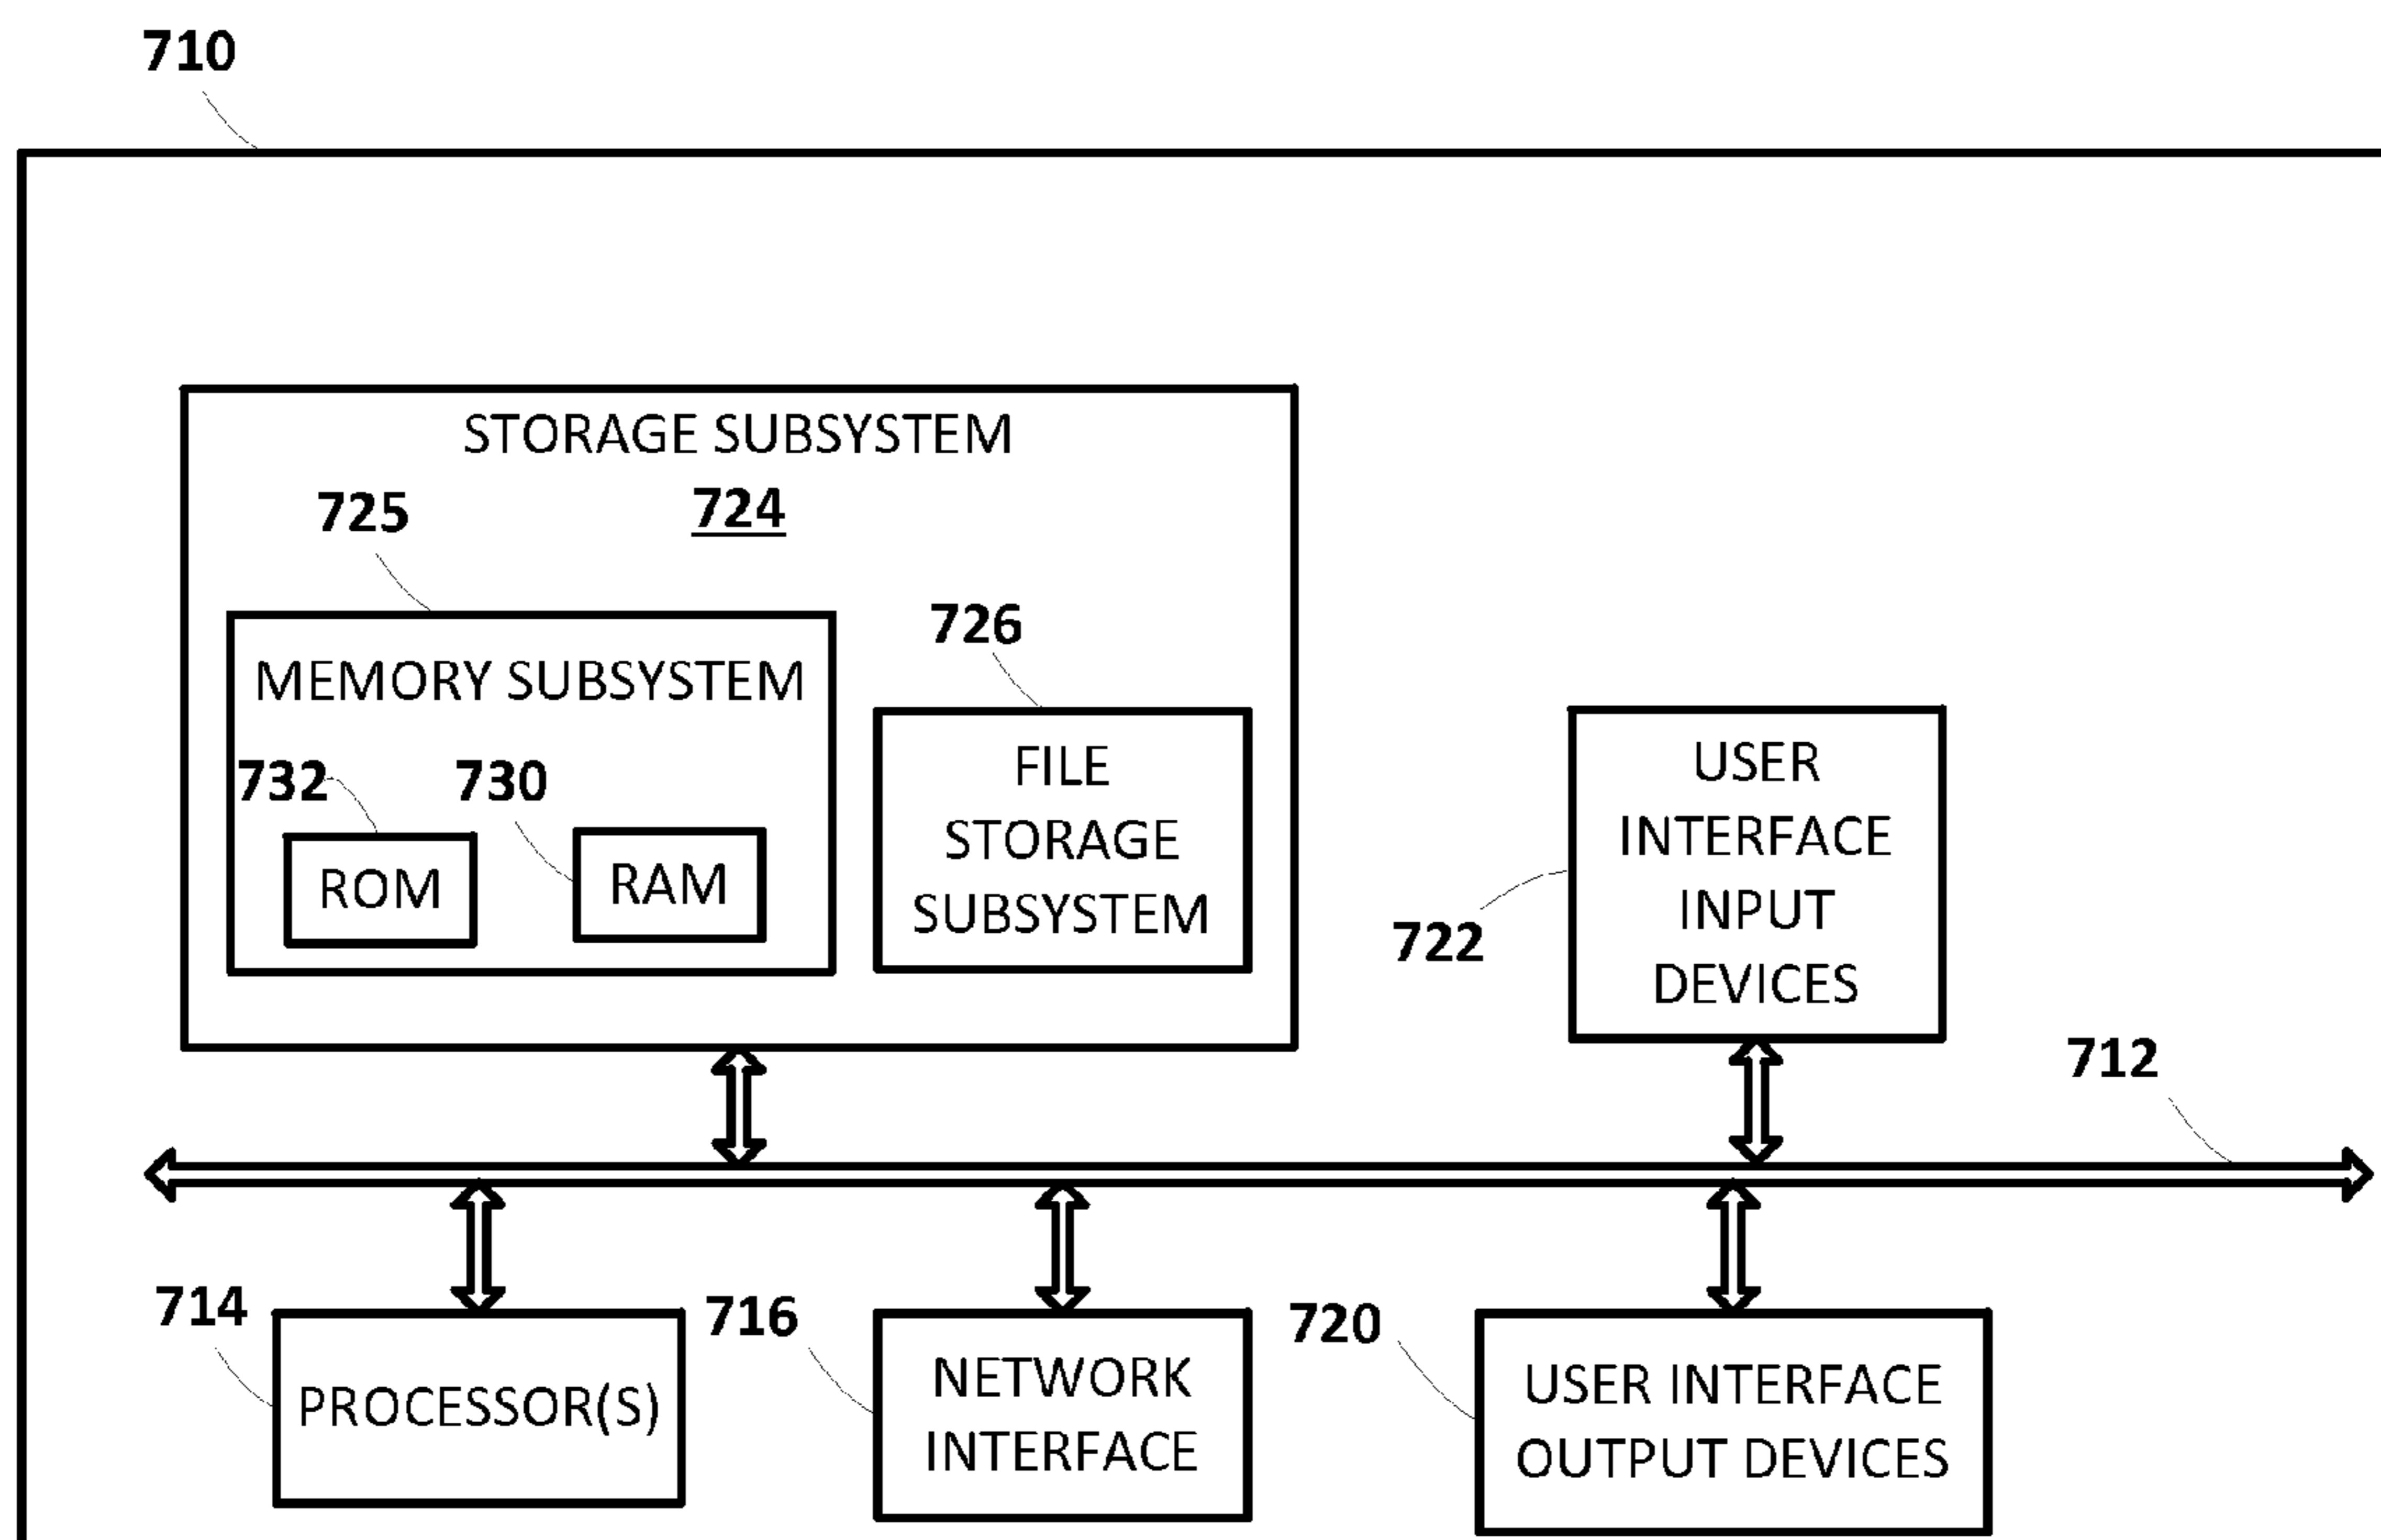 710
STORAGE SUBSYSTEM
724
725
726
MEMORY SUBSYSTEM
732
730
ROM
RAM
FILE
STORAGE
SUBSYSTEM
USER
INTERFACE
INPUT
DEVICES
722
712
714
PROCESSOR(S)
716
NETWORK
INTERFACE
720
USER INTERFACE
OUTPUT DEVICES